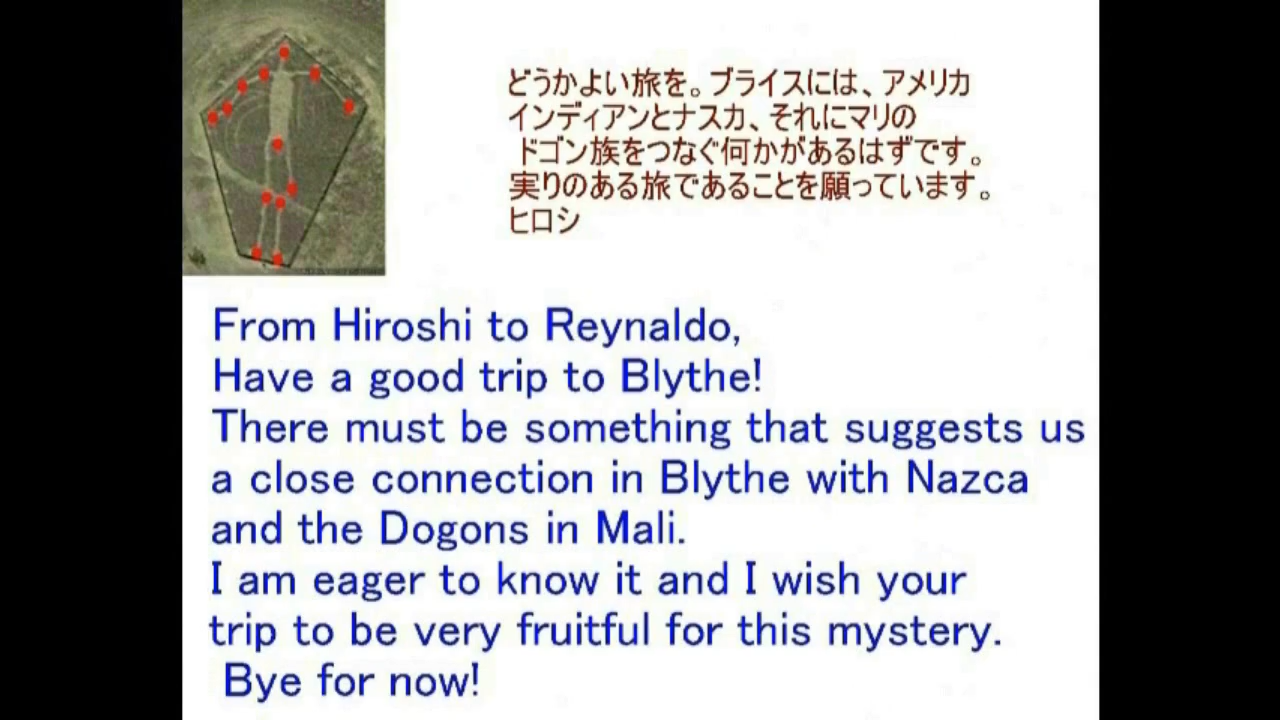 どうかよい旅を。ブライスには、アメリカ
インディアンとナスカ、それにマリの
ドゴン族をつなぐ何かがあるはずです。
実りのある旅であることを願っています。
ヒロシ
From Hiroshi to Reynaldo,
Have a good trip to Blythe!
There must be something that suggests us
a close connection in Blythe with Nazca
and the Dogons in Mali.
I am eager to know it and I wish your
trip to be very fruitful for this mystery.
Bye for now!